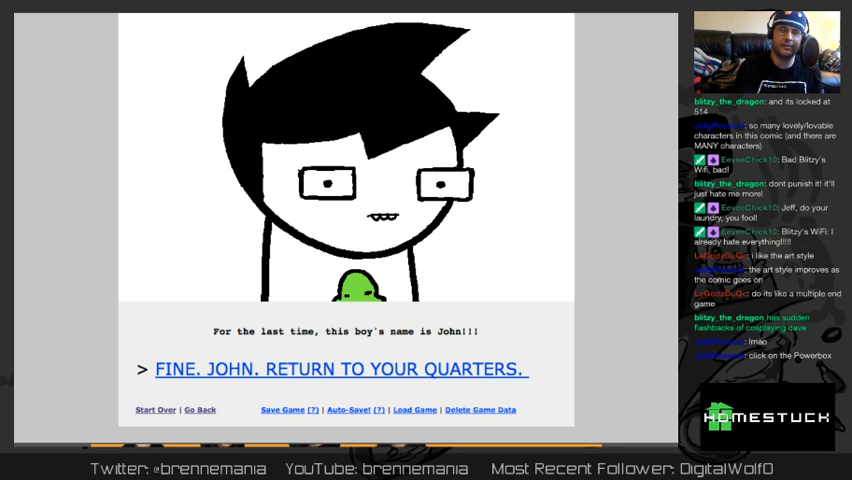 For the last time, this boy's name is John!!!
> FINE. JOHN. RETURN TO YOUR QUARTERS.
Start Over | Go Back
Save Game (?) | Auto-Save! (?) | Load Game | Delete Game Data
blitzy_the_dragon: and its locked at
514
so many lovely/lovable
characters in this comic (and there are
MANY characters)
EeveeChick10: Bad Blitzy's
Wifi, bad!
blitzy_the_dragon: dont punish it! it'll
just hate me more!
EeveeChick10: Jeff, do your
laundry, you fool!
EeveeChick10: Blitzy's WiFi: I
already hate everything!!!!!
i like the art style
the art style improves as
the comic goes on
do its like a multiple end
game
blitzy_the_dragon has sudden
flashbacks of cosplaying dave
lmao
click on the Powerbox
HOMESTUCK
Twitter: @brennemania YouTube: brennemania Most Recent Follower: DigitalWolf0